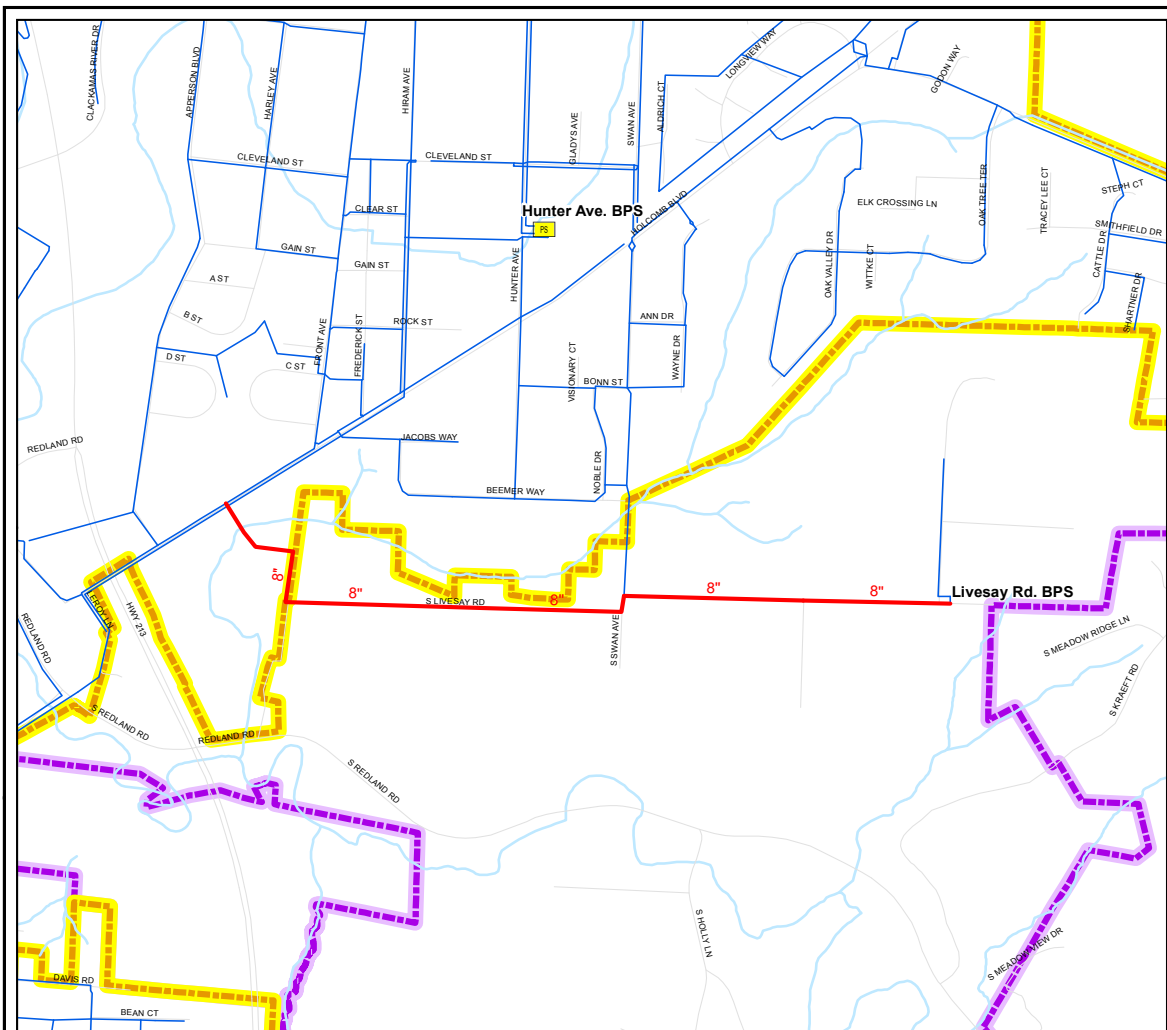 CLACKAMAS RIVER DR
APPERSON BLVD
HARLEY AVE
HIRAM AVE
GLADYS AVE
SWAN AVE
ALDRICH CT
LONGVIEW WAY
GODON WAY
CLEVELAND ST
CLEVELAND ST
CLEAR ST
Hunter Ave. BPS
PS
HOLCOMB BLVD
ELK CROSSING LN
OAK TREE TER
TRACEY LEE CT
STEPH CT
SMITHFIELD DR
CATTLE DR
SHARTNER DR
OAK VALLEY DR
WITTKE CT
GAIN ST
GAIN ST
HUNTER AVE
A ST
B ST
ROCK ST
FRONT AVE
FREDERICK ST
D ST
C ST
ANN DR
WAYNE DR
VISIONARY CT
BONN ST
REDLAND RD
JACOBS WAY
NOBLE DR
BEEMER WAY
8"
8"
8"
8"
8"
S LIVESAY RD
Livesay Rd. BPS
S SWAN AVE
LEROY LN
HWY 213
REDLAND RD
S REDLAND RD
REDLAND RD
S REDLAND RD
S MEADOW RIDGE LN
S KRAEFT RD
S HOLLY LN
S MEADOW VIEW DR
DAVIS RD
BEAN CT